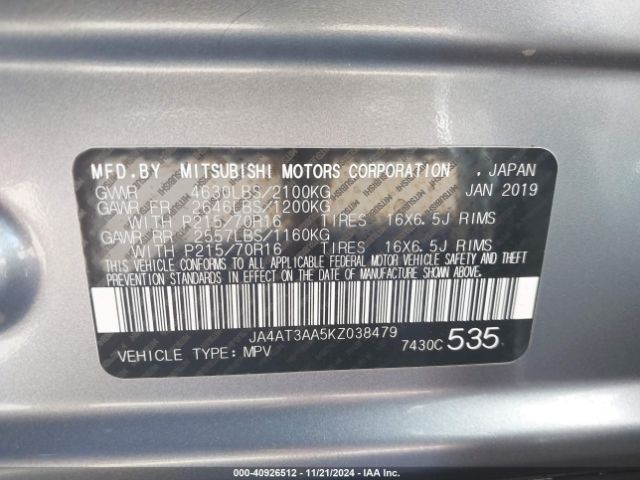 MFD.BY MITSUBISHI MOTORS CORPORATION , JAPAN
GVWR 4630LBS/2100KG JAN 2019
GAWR FR 2646LBS/1200KG
WITH P215/70R16 TIRES 16X6.5J RIMS
GAWR RR 2557LBS/1160KG
WITH P215/70R16 TIRES 16X6.5J RIMS
THIS VEHICLE CONFORMS TO ALL APPLICABLE FEDERAL MOTOR VEHICLE SAFETY AND THEFT
PREVENTION STANDARDS IN EFFECT ON THE DATE OF MANUFACTURE SHOWN ABOVE.
JA4AT3AA5KZ038479
VEHICLE TYPE: MPV 7430C 535
000-40926512 - 11/21/2024 - IAAI.com